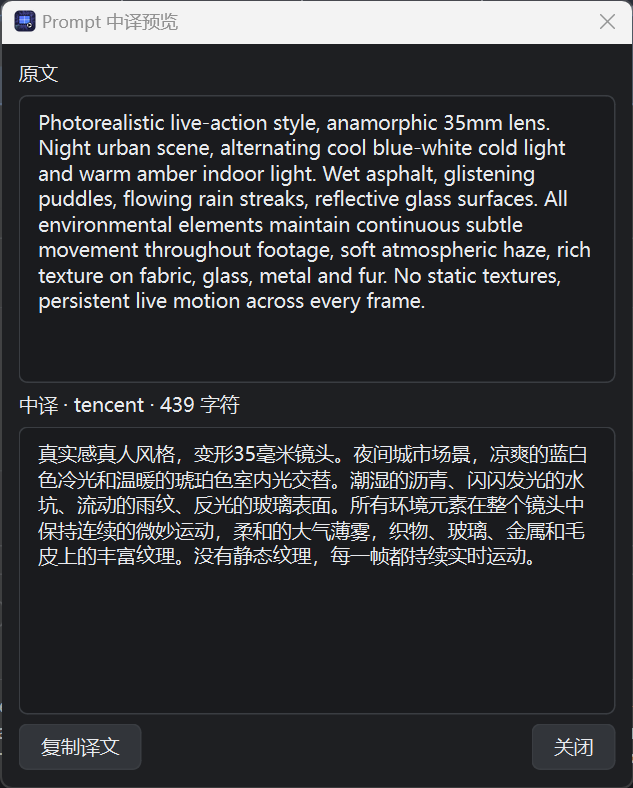 Prompt 中译预览
原文
Photorealistic live-action style, anamorphic 35mm lens.
Night urban scene, alternating cool blue-white cold light
and warm amber indoor light. Wet asphalt, glistening
puddles, flowing rain streaks, reflective glass surfaces. All
environmental elements maintain continuous subtle
movement throughout footage, soft atmospheric haze, rich
texture on fabric, glass, metal and fur. No static textures,
persistent live motion across every frame.
中译 · tencent · 439 字符
真实感真人风格，变形35毫米镜头。夜间城市场景，凉爽的蓝白
色冷光和温暖的琥珀色室内光交替。潮湿的沥青、闪闪发光的水
坑、流动的雨纹、反光的玻璃表面。所有环境元素在整个镜头中
保持连续的微妙运动，柔和的大气薄雾，织物、玻璃、金属和毛
皮上的丰富纹理。没有静态纹理，每一帧都持续实时运动。
复制译文
关闭